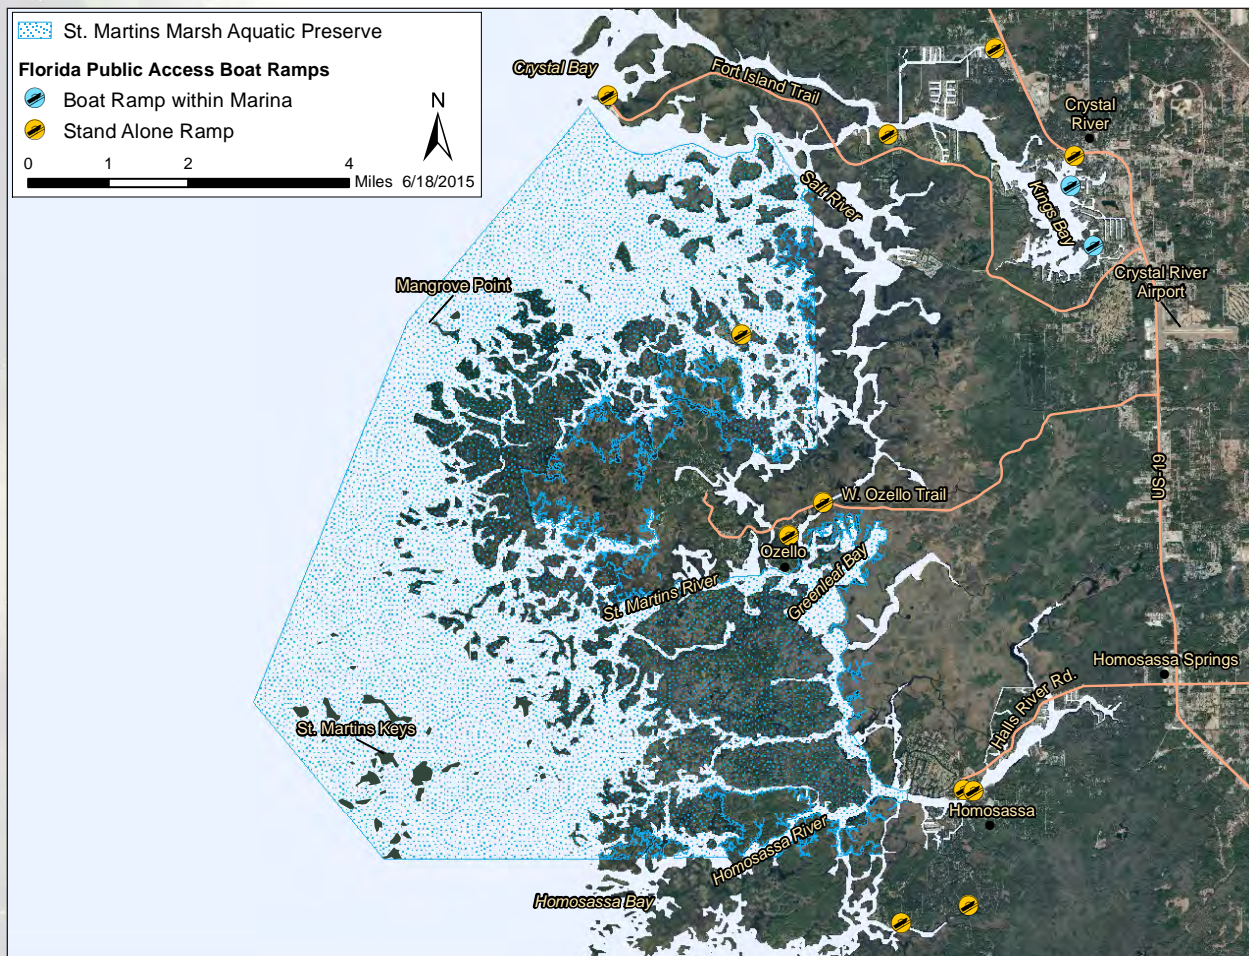 St. Martins Marsh Aquatic Preserve
Florida Public Access Boat Ramps
Boat Ramp within Marina
Stand Alone Ramp
N
0 1 2 4
Miles 6/18/2015
Crystal Bay
Fort Island Trail
Crystal
River
Salt River
Kings Bay
Mangrove Point
Crystal River
Airport
US-19
W. Ozello Trail
Ozello
Greenleaf Bay
St. Martins River
Homosassa Springs
Halls River Rd.
St. Martins Keys
Homosassa
Homosassa River
Homosassa Bay